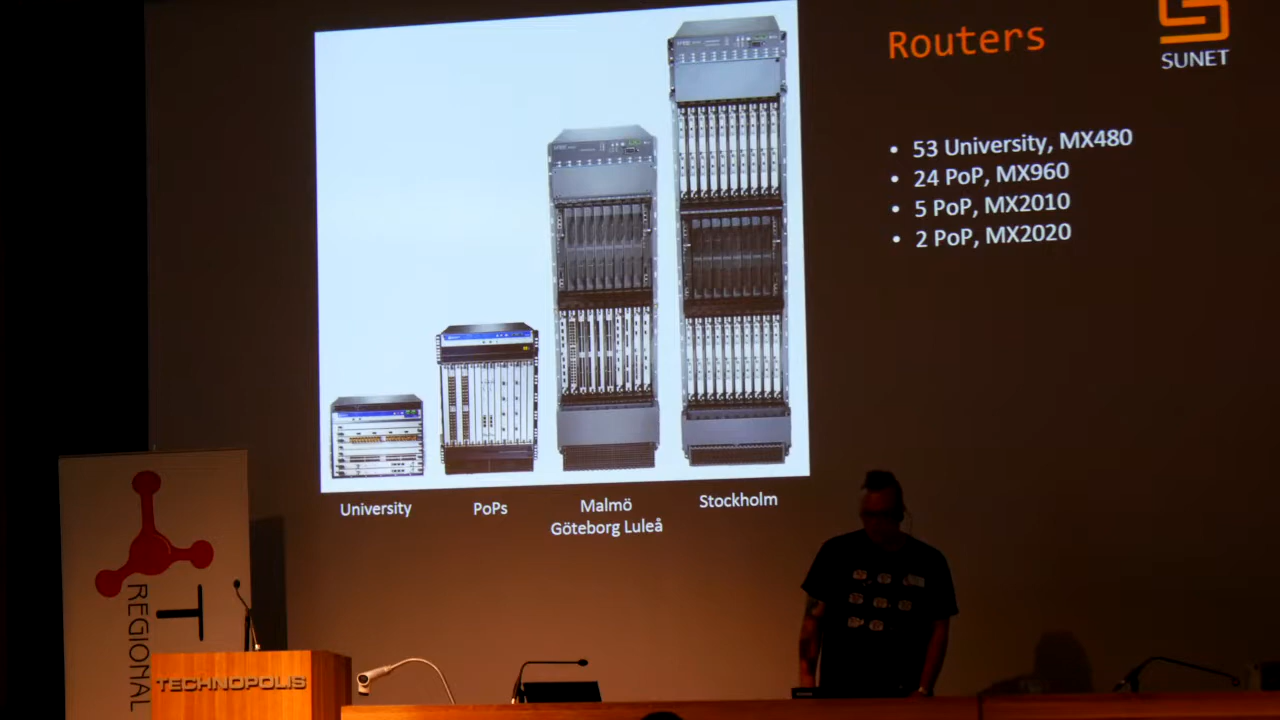 Routers
SUNET
• 53 University, MX480
• 24 PoP, MX960
• 5 PoP, MX2010
• 2 PoP, MX2020
University
PoPs
Malmö
Göteborg Luleå
Stockholm
REGIONAL
T
TECHNOPOLIS